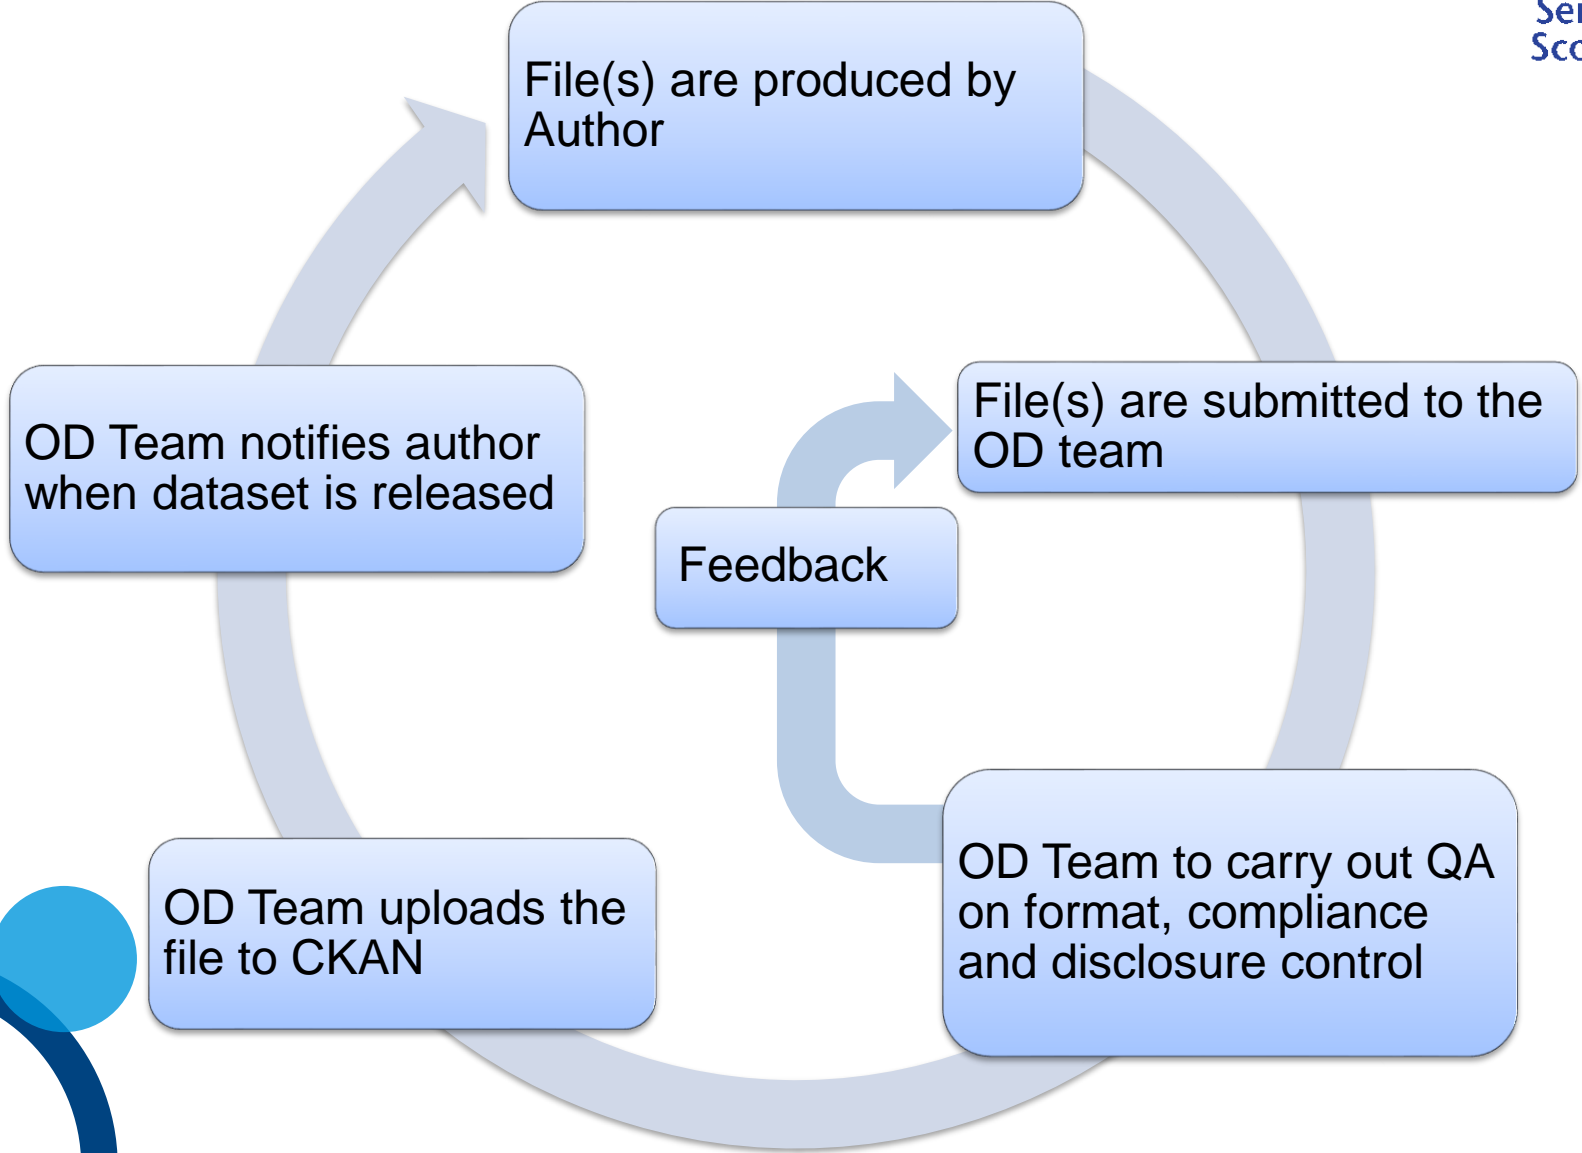 File(s) are produced by
Author
File(s) are submitted to the
OD team
OD Team notifies author
when dataset is released
Feedback
OD Team to carry out QA
on format, compliance
and disclosure control
OD Team uploads the
file to CKAN